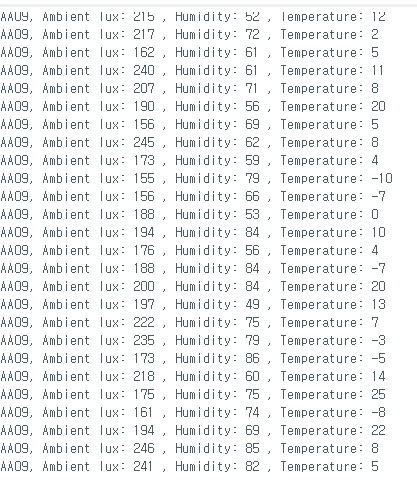 AA09, Ambient lux: 215 , Humidity: 52 , Temperature: 12
AA09, Ambient lux: 217 , Humidity: 72 , Temperature: 2
AA09, Ambient lux: 162 , Humidity: 61 , Temperature: 5
AA09, Ambient lux: 240 , Humidity: 61 , Temperature: 11
AA09, Ambient lux: 207 , Humidity: 71 , Temperature: 8
AA09, Ambient lux: 190 , Humidity: 56 , Temperature: 20
AA09, Ambient lux: 156 , Humidity: 69 , Temperature: 5
AA09, Ambient lux: 245 , Humidity: 62 , Temperature: 8
AA09, Ambient lux: 173 , Humidity: 59 , Temperature: 4
AA09, Ambient lux: 155 , Humidity: 79 , Temperature: -10
AA09, Ambient lux: 156 , Humidity: 66 , Temperature: -7
AA09, Ambient lux: 188 , Humidity: 53 , Temperature: 0
AA09, Ambient lux: 194 , Humidity: 84 , Temperature: 10
AA09, Ambient lux: 176 , Humidity: 56 , Temperature: 4
AA09, Ambient lux: 188 , Humidity: 84 , Temperature: -7
AA09, Ambient lux: 200 , Humidity: 84 , Temperature: 20
AA09, Ambient lux: 197 , Humidity: 49 , Temperature: 13
AA09, Ambient lux: 222 , Humidity: 75 , Temperature: 7
AA09, Ambient lux: 235 , Humidity: 79 , Temperature: -3
AA09, Ambient lux: 173 , Humidity: 86 , Temperature: -5
AA09, Ambient lux: 218 , Humidity: 60 , Temperature: 14
AA09, Ambient lux: 175 , Humidity: 75 , Temperature: 25
AA09, Ambient lux: 161 , Humidity: 74 , Temperature: -8
AA09, Ambient lux: 194 , Humidity: 69 , Temperature: 22
AA09, Ambient lux: 246 , Humidity: 85 , Temperature: 8
AA09, Ambient lux: 241 , Humidity: 82 , Temperature: 5